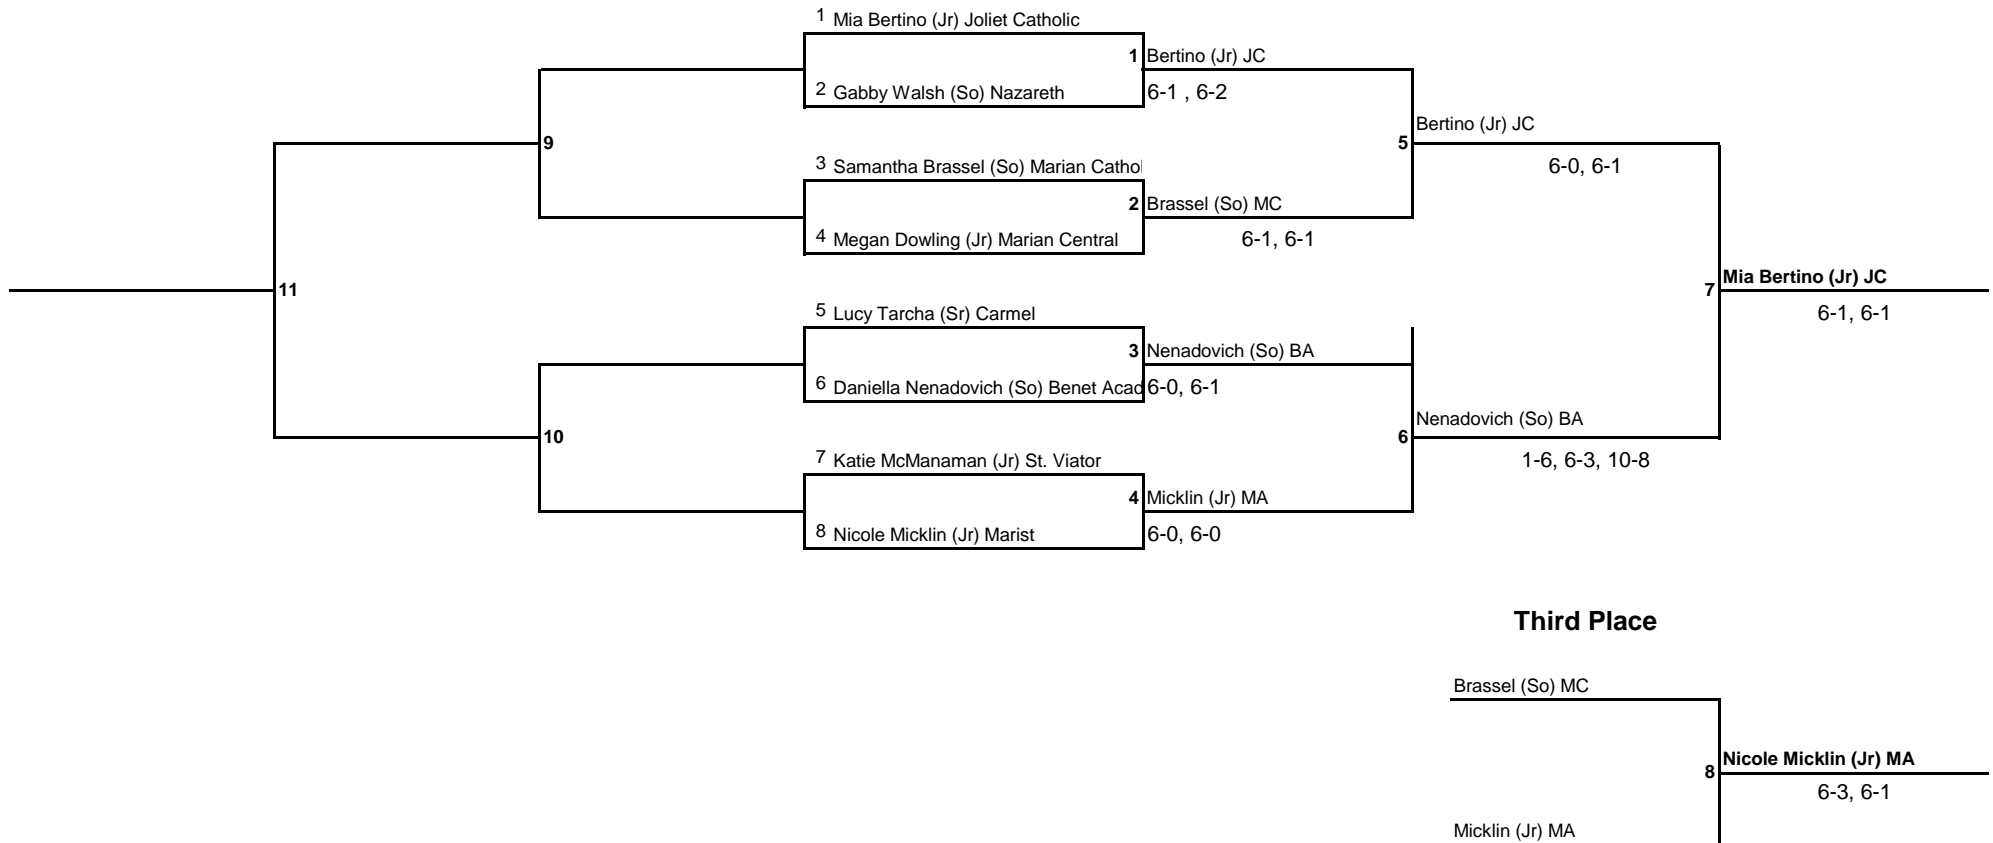 1 Mia Bertino (Jr) Joliet Catholic
1 Bertino (Jr) JC
2 Gabby Walsh (So) Nazareth
6-1 , 6-2
Bertino (Jr) JC
9
5
3 Samantha Brassel (So) Marian Cathol
6-0, 6-1
2 Brassel (So) MC
4 Megan Dowling (Jr) Marian Central
6-1, 6-1
Mia Bertino (Jr) JC
11
7
5 Lucy Tarcha (Sr) Carmel
6-1, 6-1
3 Nenadovich (So) BA
6 Daniella Nenadovich (So) Benet Acad
6-0, 6-1
Nenadovich (So) BA
10
6
7 Katie McManaman (Jr) St. Viator
1-6, 6-3, 10-8
4 Micklin (Jr) MA
8 Nicole Micklin (Jr) Marist
6-0, 6-0
Third Place
Brassel (So) MC
Nicole Micklin (Jr) MA
8
6-3, 6-1
Micklin (Jr) MA